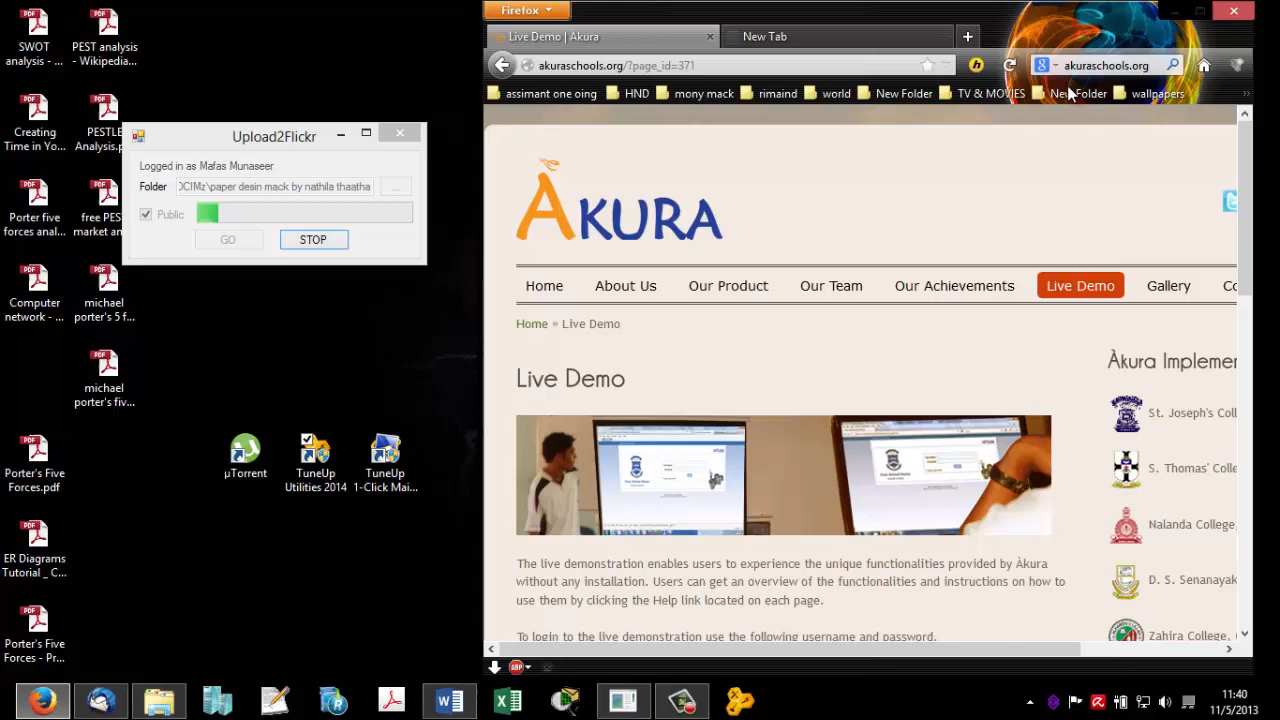 SWOT
analysis - ...
PEST analysis
- Wikipedia...
Creating
Time in Yo...
PESTLE
Analysis.p...
Porter five
forces anal...
free PEST
market an
Computer
network - ...
michael
porter's 5 f...
michael
porter's fiv...
Porter's Five
Forces.pdf
ER Diagrams
Tutorial _ C...
Porter's Five
Forces - Pr...
µTorrent
TuneUp
Utilities 2014
TuneUp
1-Click Mai...
Upload2Flickr
Logged in as Mafas Munaseer
Folder
\paper desin mack by nathila thaatha
...
Public
GO
STOP
Firefox
Live Demo | Akura
New Tab
akuraschools.org/?page_id=371
akuraschools.org
assimant one oing
HND
mony mack
rimaind
world
New Folder
TV & MOVIES
New Folder
wallpapers
ÀKURA
Home
About Us
Our Product
Our Team
Our Achievements
Live Demo
Gallery
Co
Home » Live Demo
Live Demo
Àkura Implemen
St. Joseph's Coll
S. Thomas' Colle
Nalanda College,
D. S. Senanayak
Zahira College, C
The live demonstration enables users to experience the unique functionalities provided by Àkura
without any installation. Users can get an overview of the functionalities and instructions on how to
use them by clicking the Help link located on each page.
To login to the live demonstration use the following username and password.
ABP
11:40
11/5/2013